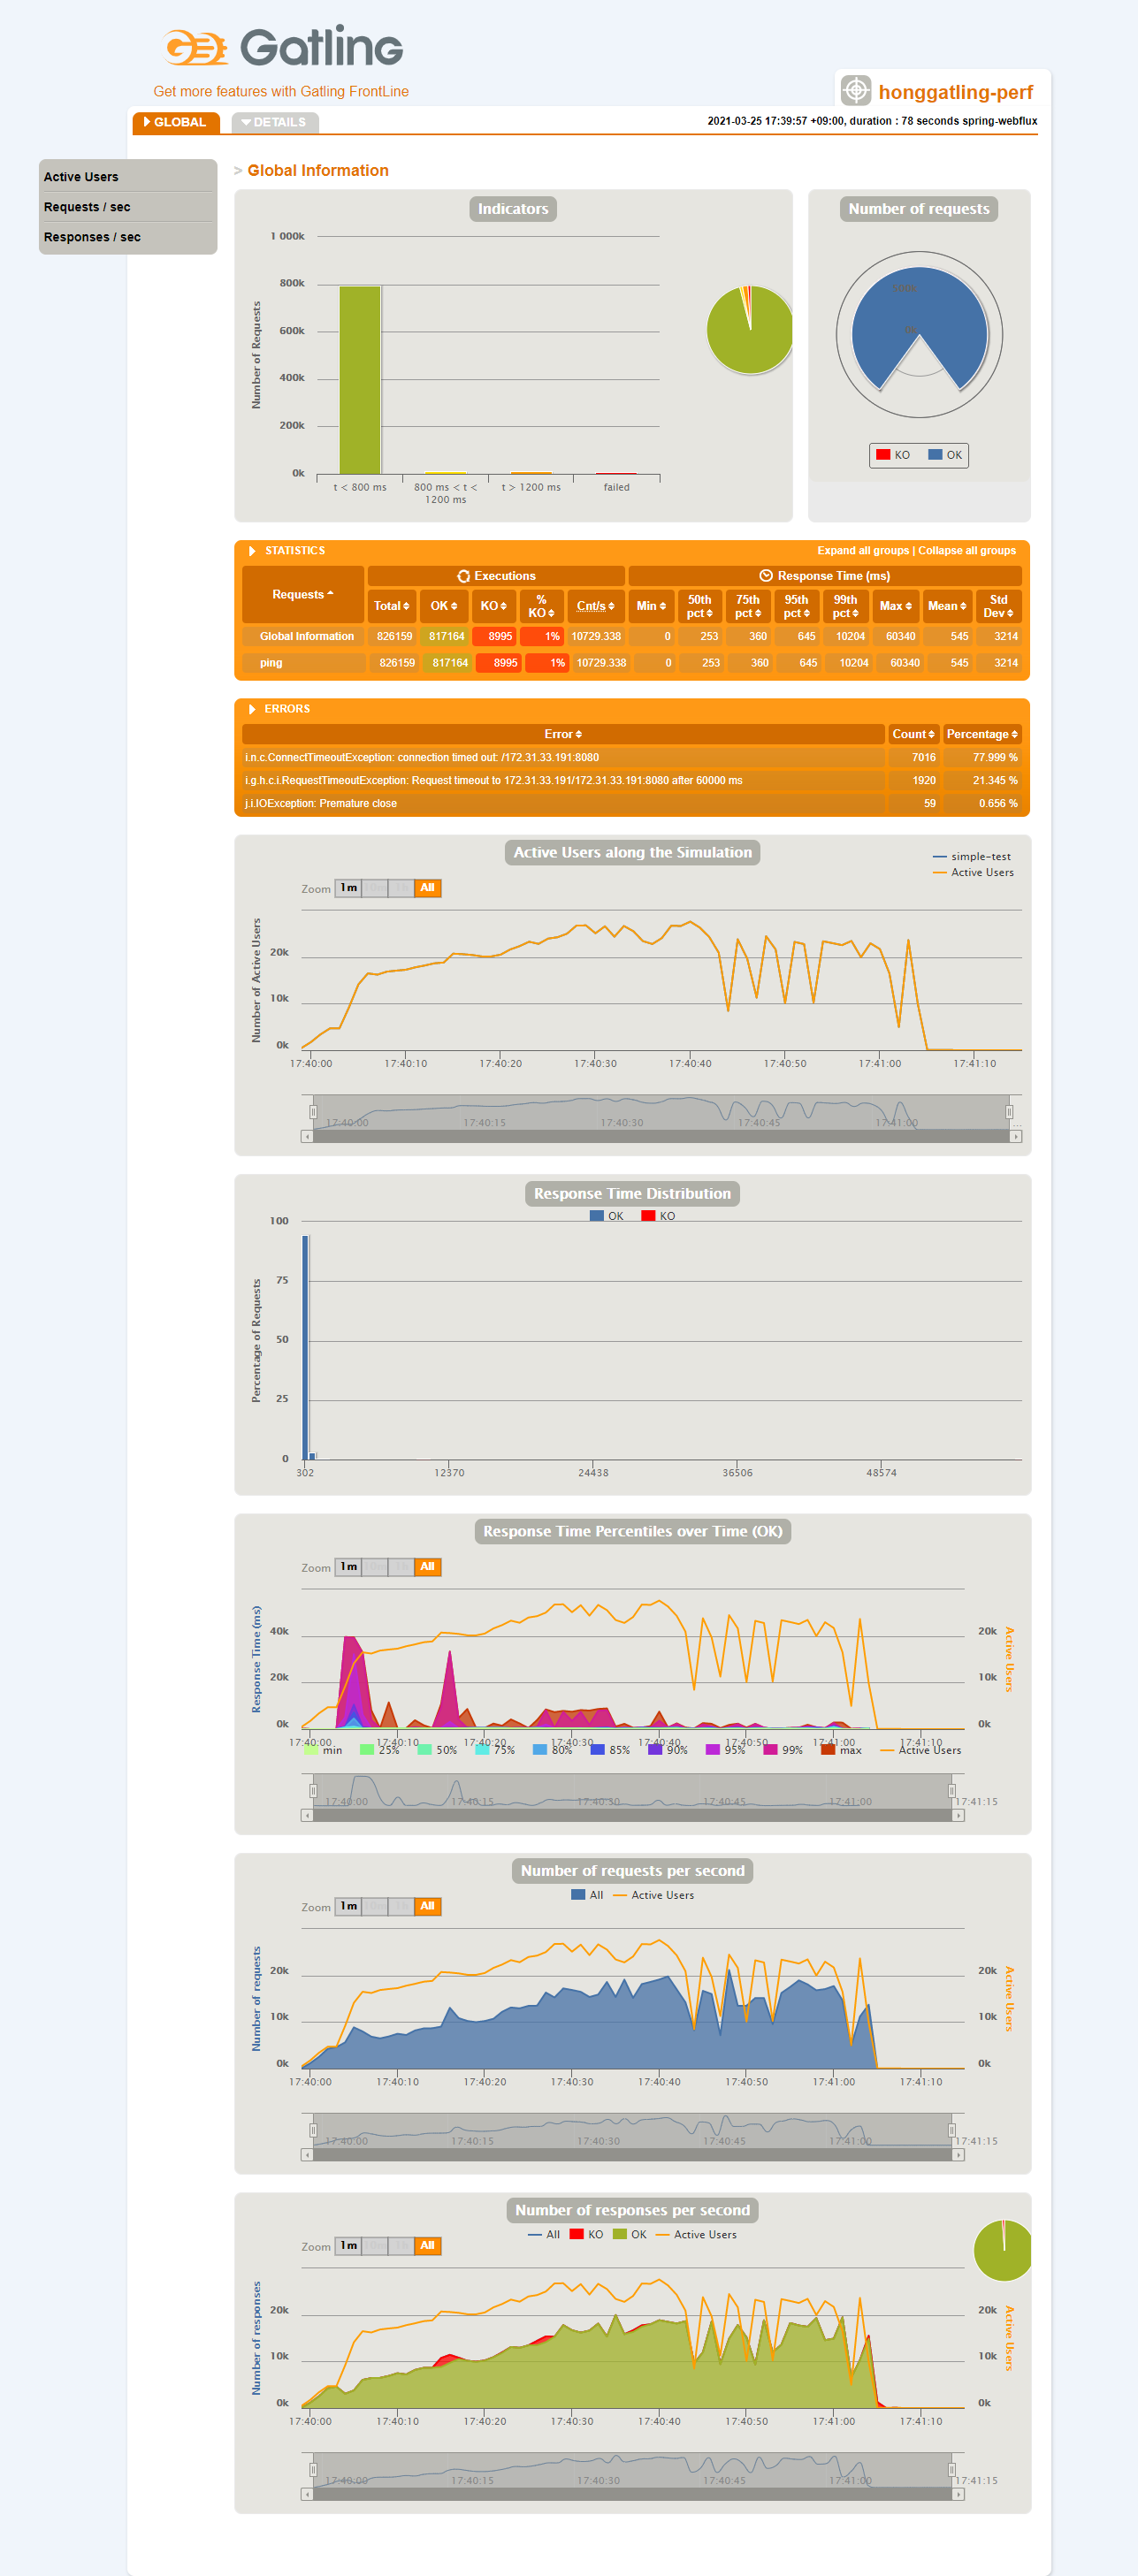 Gatling
Get more features with Gatling FrontLine
honggatling-perf
GLOBAL
DETAILS
2021-03-25 17:39:57 +09:00, duration : 78 seconds spring-webflux
Active Users
Requests / sec
Responses / sec
> Global Information
Indicators
Number of Requests
1 000k
800k
600k
400k
200k
0k
t < 800 ms
800 ms < t < 1200 ms
t > 1200 ms
failed
Number of requests
KO OK
STATISTICS
Expand all groups | Collapse all groups
Requests Executions Response Time (ms)
Total OK KO % KO Cnt/s Min 50th pct 75th pct 95th pct 99th pct Max Mean Std Dev
Global Information 826159 817164 8995 1% 10729.338 0 253 360 645 10204 60340 545 3214
ping 826159 817164 8995 1% 10729.338 0 253 360 645 10204 60340 545 3214
ERRORS
Error Count Percentage
i.n.c.ConnectTimeoutException: connection timed out: /172.31.33.191:8080 7016 77.999 %
i.g.h.c.i.RequestTimeoutException: Request timeout to 172.31.33.191/172.31.33.191:8080 after 60000 ms 1920 21.345 %
j.i.IOException: Premature close 59 0.656 %
Active Users along the Simulation
simple-test
Active Users
Zoom 1m All
Number of Active Users
20k
10k
0k
17:40:00 17:40:10 17:40:20 17:40:30 17:40:40 17:40:50 17:41:00 17:41:10
17:40:00 17:40:15 17:40:30 17:40:45 17:41:00 ...
Response Time Distribution
OK KO
Percentage of Requests
100
75
50
25
0
302 12370 24438 36506 48574
Response Time Percentiles over Time (OK)
Zoom 1m All
Response Time (ms)
Active Users
40k 20k
20k 10k
0k 0k
17:40:00 17:40:10 17:40:20 17:40:30 17:40:40 17:40:50 17:41:00 17:41:10
min 25% 50% 75% 80% 85% 90% 95% 99% max Active Users
17:40:00 17:40:15 17:40:30 17:40:45 17:41:00 17:41:15
Number of requests per second
All Active Users
Zoom 1m All
Number of requests
Active Users
20k 20k
10k 10k
0k 0k
17:40:00 17:40:10 17:40:20 17:40:30 17:40:40 17:40:50 17:41:00 17:41:10
17:40:00 17:40:15 17:40:30 17:40:45 17:41:00 17:41:15
Number of responses per second
All KO OK Active Users
Zoom 1m All
Number of responses
Active Users
20k 20k
10k 10k
0k 0k
17:40:00 17:40:10 17:40:20 17:40:30 17:40:40 17:40:50 17:41:00 17:41:10
17:40:00 17:40:15 17:40:30 17:40:45 17:41:00 17:41:15